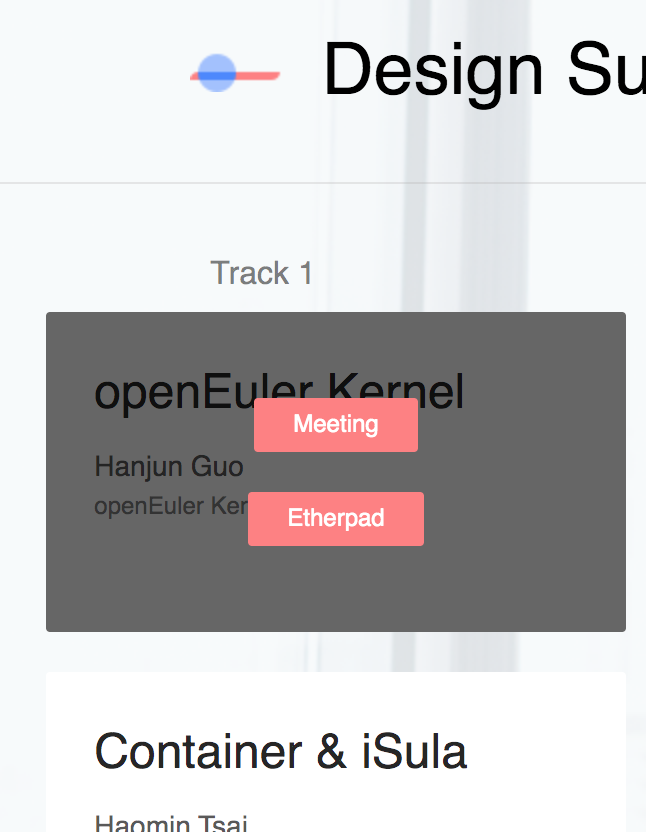 Design Su
Track 1
openEuler Kernel
Meeting
Hanjun Guo
openEuler Ker
Etherpad
Container & iSula
Haomin Tsai